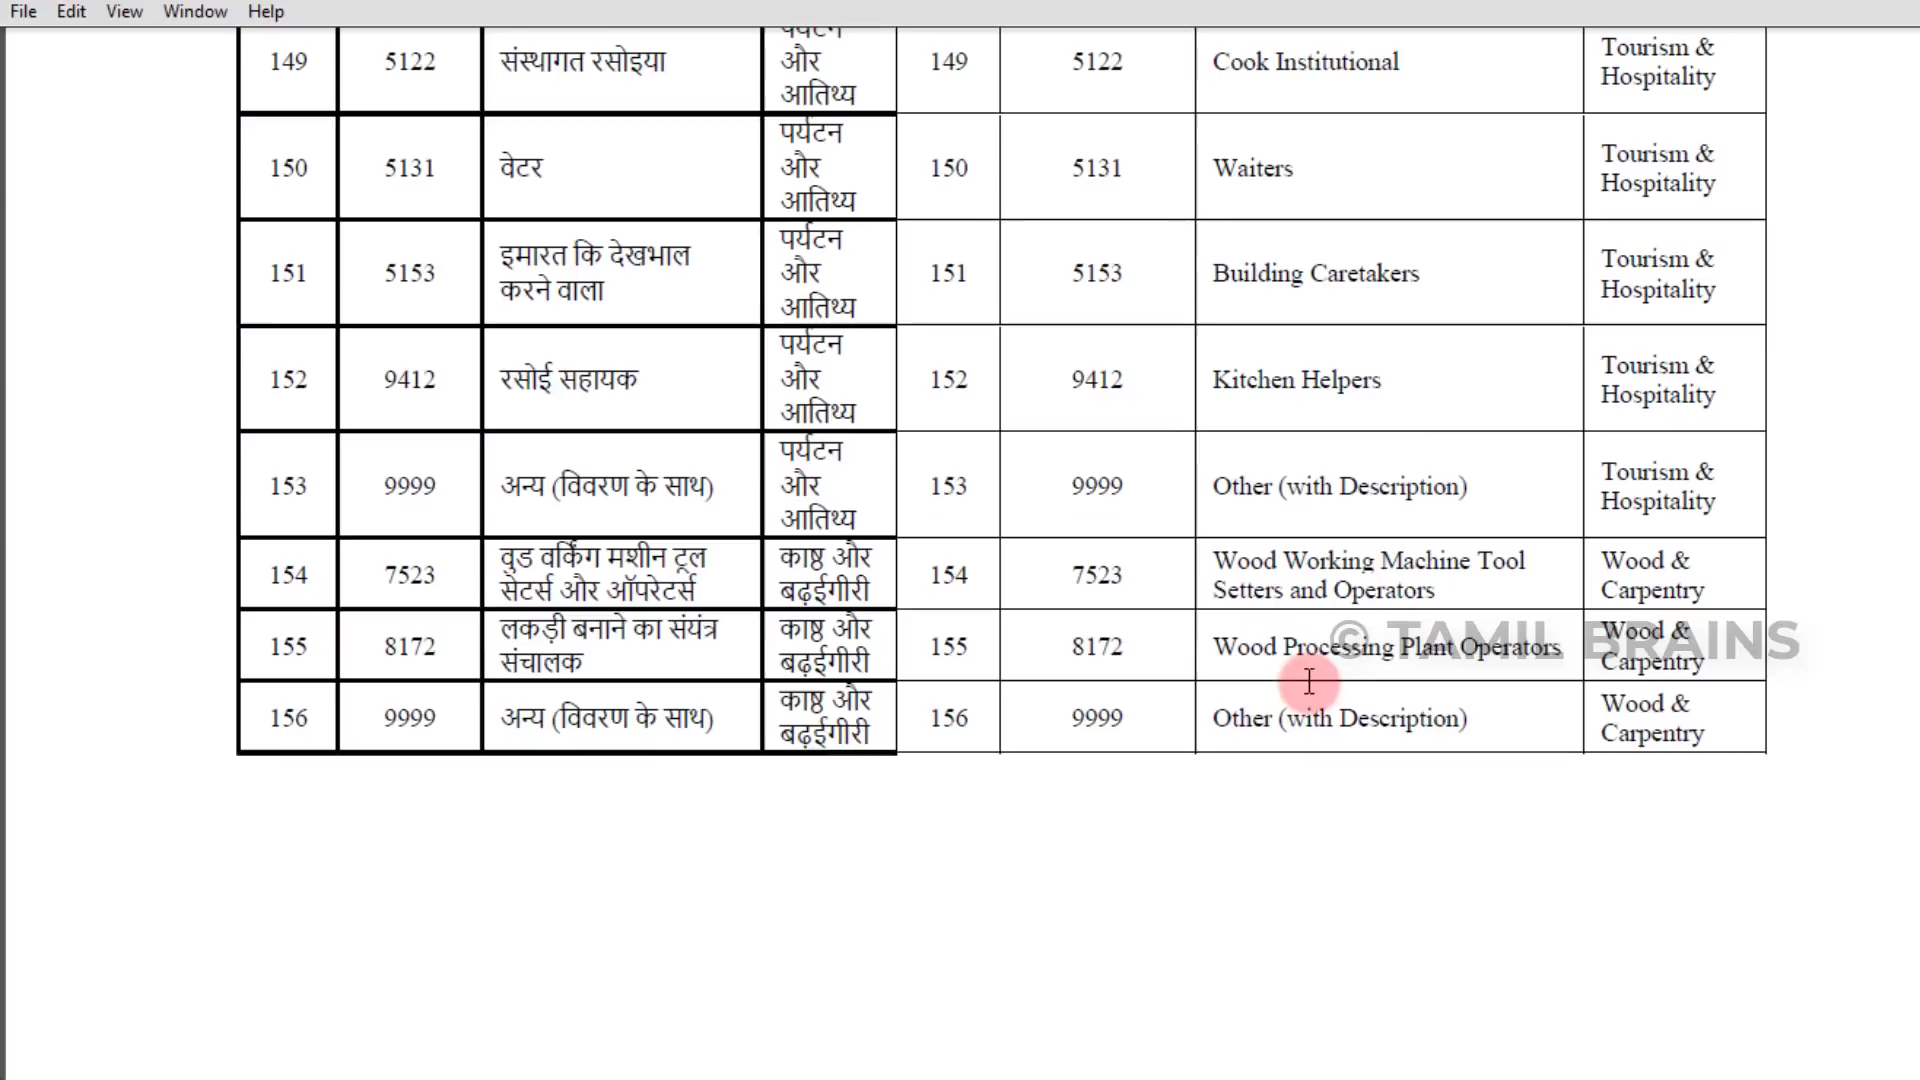 File Edit View Window Help
149 5122 संस्थागत रसोइया पर्यटन और आतिथ्य 149 5122 Cook Institutional Tourism & Hospitality
150 5131 वेटर पर्यटन और आतिथ्य 150 5131 Waiters Tourism & Hospitality
151 5153 इमारत कि देखभाल करने वाला पर्यटन और आतिथ्य 151 5153 Building Caretakers Tourism & Hospitality
152 9412 रसोई सहायक पर्यटन और आतिथ्य 152 9412 Kitchen Helpers Tourism & Hospitality
153 9999 अन्य (विवरण के साथ) पर्यटन और आतिथ्य 153 9999 Other (with Description) Tourism & Hospitality
154 7523 वुड वर्किंग मशीन टूल सेटर्स और ऑपरेटर्स काष्ठ और बढ़ईगीरी 154 7523 Wood Working Machine Tool Setters and Operators Wood & Carpentry
155 8172 लकड़ी बनाने का संयंत्र संचालक काष्ठ और बढ़ईगीरी 155 8172 Wood Processing Plant Operators Wood & Carpentry
© TAMIL BRAINS
156 9999 अन्य (विवरण के साथ) काष्ठ और बढ़ईगीरी 156 9999 Other (with Description) Wood & Carpentry